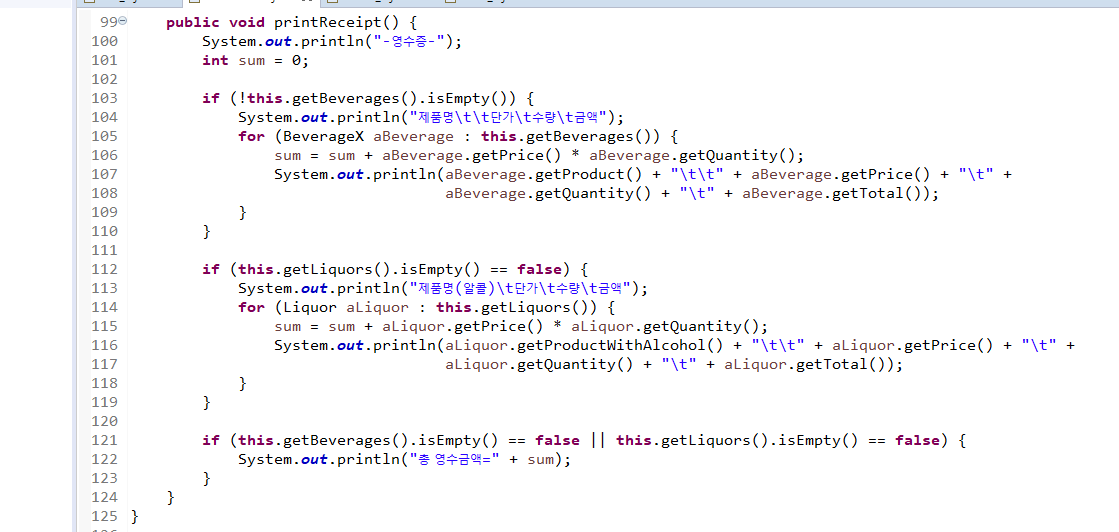 99 public void printReceipt() {
100 System.out.println("-영수증-");
101 int sum = 0;
102
103 if (!this.getBeverages().isEmpty()) {
104 System.out.println("제품명\t\t단가\t수량\t금액");
105 for (BeverageX aBeverage : this.getBeverages()) {
106 sum = sum + aBeverage.getPrice() * aBeverage.getQuantity();
107 System.out.println(aBeverage.getProduct() + "\t\t" + aBeverage.getPrice() + "\t" +
108 aBeverage.getQuantity() + "\t" + aBeverage.getTotal());
109 }
110 }
111
112 if (this.getLiquors().isEmpty() == false) {
113 System.out.println("제품명(알콜)\t단가\t수량\t금액");
114 for (Liquor aLiquor : this.getLiquors()) {
115 sum = sum + aLiquor.getPrice() * aLiquor.getQuantity();
116 System.out.println(aLiquor.getProductWithAlcohol() + "\t\t" + aLiquor.getPrice() + "\t" +
117 aLiquor.getQuantity() + "\t" + aLiquor.getTotal());
118 }
119 }
120
121 if (this.getBeverages().isEmpty() == false || this.getLiquors().isEmpty() == false) {
122 System.out.println("총 영수금액=" + sum);
123 }
124 }
125 }